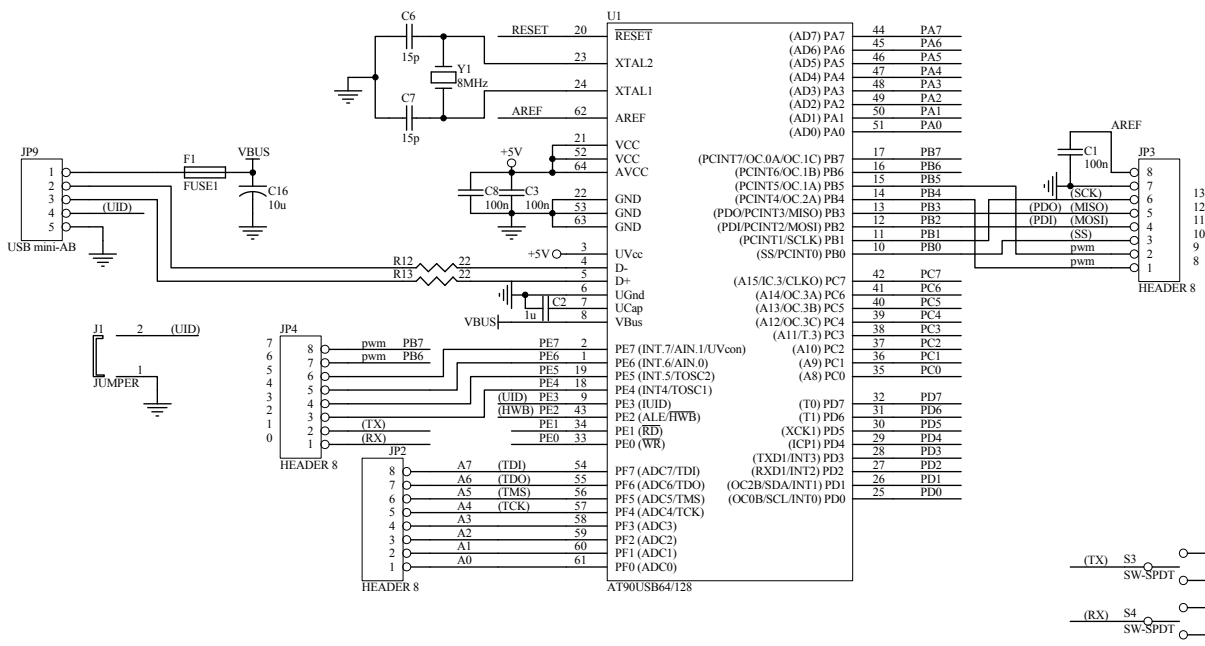 U1
C6
15p
Y1
8MHz
C7
15p
RESET 20 RESET
23 XTAL2
24 XTAL1
AREF 62 AREF
21 VCC
52 VCC
64 AVCC
22 GND
53 GND
63 GND
+5V
C8
100n
C3
100n
+5V 3 UVcc
4 D-
5 D+
6 UGnd
7 UCap
8 VBus
R12 22
R13 22
C2
1u
VBUS
JP9
1
2
3
4 (UID)
5
USB mini-AB
F1
FUSE1
VBUS
C16
10u
J1
2 (UID)
1
JUMPER
JP4
7 8 pwm PB7
6 7 pwm PB6
5 6
4 5
3 4
2 3
1 2 (TX)
0 1 (RX)
HEADER 8
PE7 2 PE7 (INT.7/AIN.1/UVcon)
PE6 1 PE6 (INT.6/AIN.0)
PE5 19 PE5 (INT.5/TOSC2)
PE4 18 PE4 (INT4/TOSC1)
(UID) PE3 9 PE3 (IUID)
(HWB) PE2 43 PE2 (ALE/HWB)
PE1 34 PE1 (RD)
PE0 33 PE0 (WR)
JP2
8 A7 (TDI) 54 PF7 (ADC7/TDI)
7 A6 (TDO) 55 PF6 (ADC6/TDO)
6 A5 (TMS) 56 PF5 (ADC5/TMS)
5 A4 (TCK) 57 PF4 (ADC4/TCK)
4 A3 58 PF3 (ADC3)
3 A2 59 PF2 (ADC2)
2 A1 60 PF1 (ADC1)
1 A0 61 PF0 (ADC0)
HEADER 8
AT90USB64/128
(AD7) PA7 44 PA7
(AD6) PA6 45 PA6
(AD5) PA5 46 PA5
(AD4) PA4 47 PA4
(AD3) PA3 48 PA3
(AD2) PA2 49 PA2
(AD1) PA1 50 PA1
(AD0) PA0 51 PA0
(PCINT7/OC.0A/OC.1C) PB7 17 PB7
(PCINT6/OC.1B) PB6 16 PB6
(PCINT5/OC.1A) PB5 15 PB5
(PCINT4/OC.2A) PB4 14 PB4
(PDO/PCINT3/MISO) PB3 13 PB3 (PDO) (MISO)
(PDI/PCINT2/MOSI) PB2 12 PB2 (PDI) (MOSI)
(PCINT1/SCLK) PB1 11 PB1
(SS/PCINT0) PB0 10 PB0
(A15/IC.3/CLKO) PC7 42 PC7
(A14/OC.3A) PC6 41 PC6
(A13/OC.3B) PC5 40 PC5
(A12/OC.3C) PC4 39 PC4
(A11/T.3) PC3 38 PC3
(A10) PC2 37 PC2
(A9) PC1 36 PC1
(A8) PC0 35 PC0
(T0) PD7 32 PD7
(T1) PD6 31 PD6
(XCK1) PD5 30 PD5
(ICP1) PD4 29 PD4
(TXD1/INT3) PD3 28 PD3
(RXD1/INT2) PD2 27 PD2
(OC2B/SDA/INT1) PD1 26 PD1
(OC0B/SCL/INT0) PD0 25 PD0
AREF
C1
100n
JP3
8
7
(SCK) 6 13
5 12
4 11
(SS) 3 10
pwm 2 9
pwm 1 8
HEADER 8
(TX) S3
SW-SPDT
(RX) S4
SW-SPDT